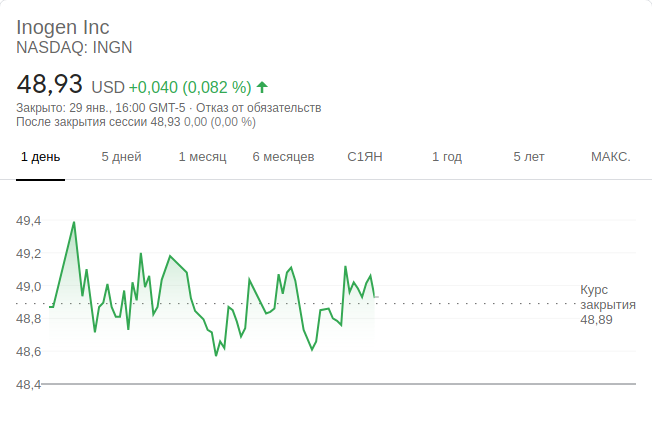 Inogen Inc
NASDAQ: INGN
48,93 USD +0,040 (0,082 %)
Закрыто: 29 янв., 16:00 GMT-5 · Отказ от обязательств
После закрытия сессии 48,93 0,00 (0,00 %)
1 день 5 дней 1 месяц 6 месяцев С1ЯН 1 год 5 лет МАКС.
49,4
49,2
49,0
48,8
48,6
48,4
Курс
закрытия
48,89